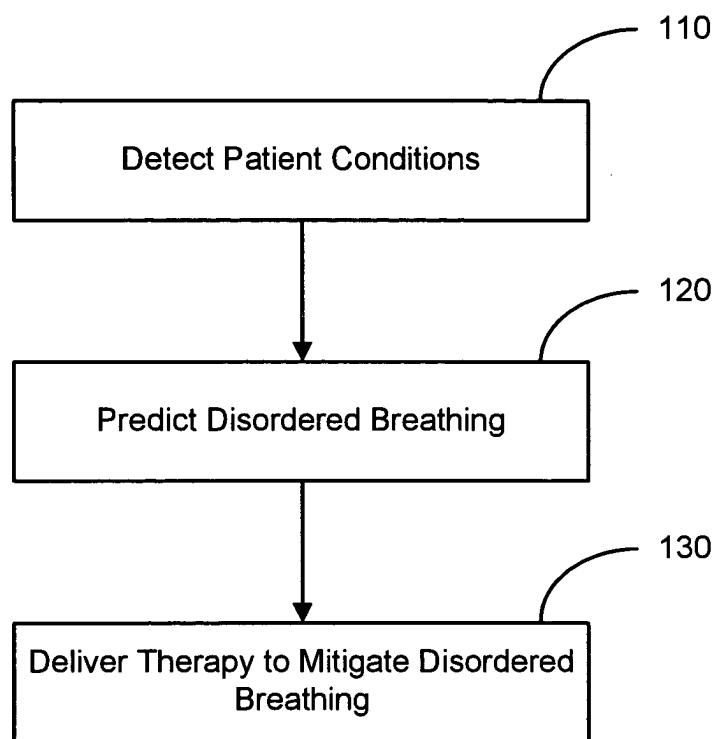 110
Detect Patient Conditions
120
Predict Disordered Breathing
130
Deliver Therapy to Mitigate Disordered
Breathing